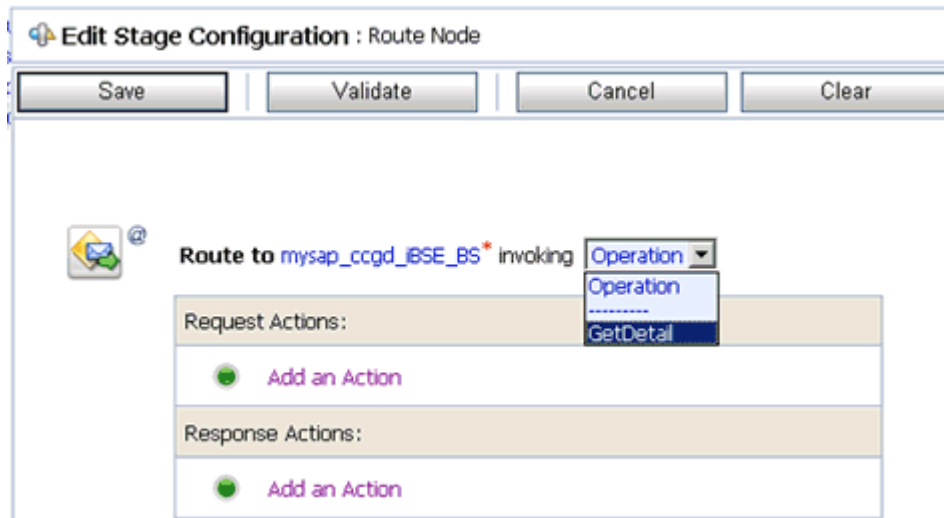 Edit Stage Configuration : Route Node
Save Validate Cancel Clear
@
Route to mysap_ccgd_iBSE_BS* invoking Operation
Operation
---------
GetDetail
Request Actions:
Add an Action
Response Actions:
Add an Action